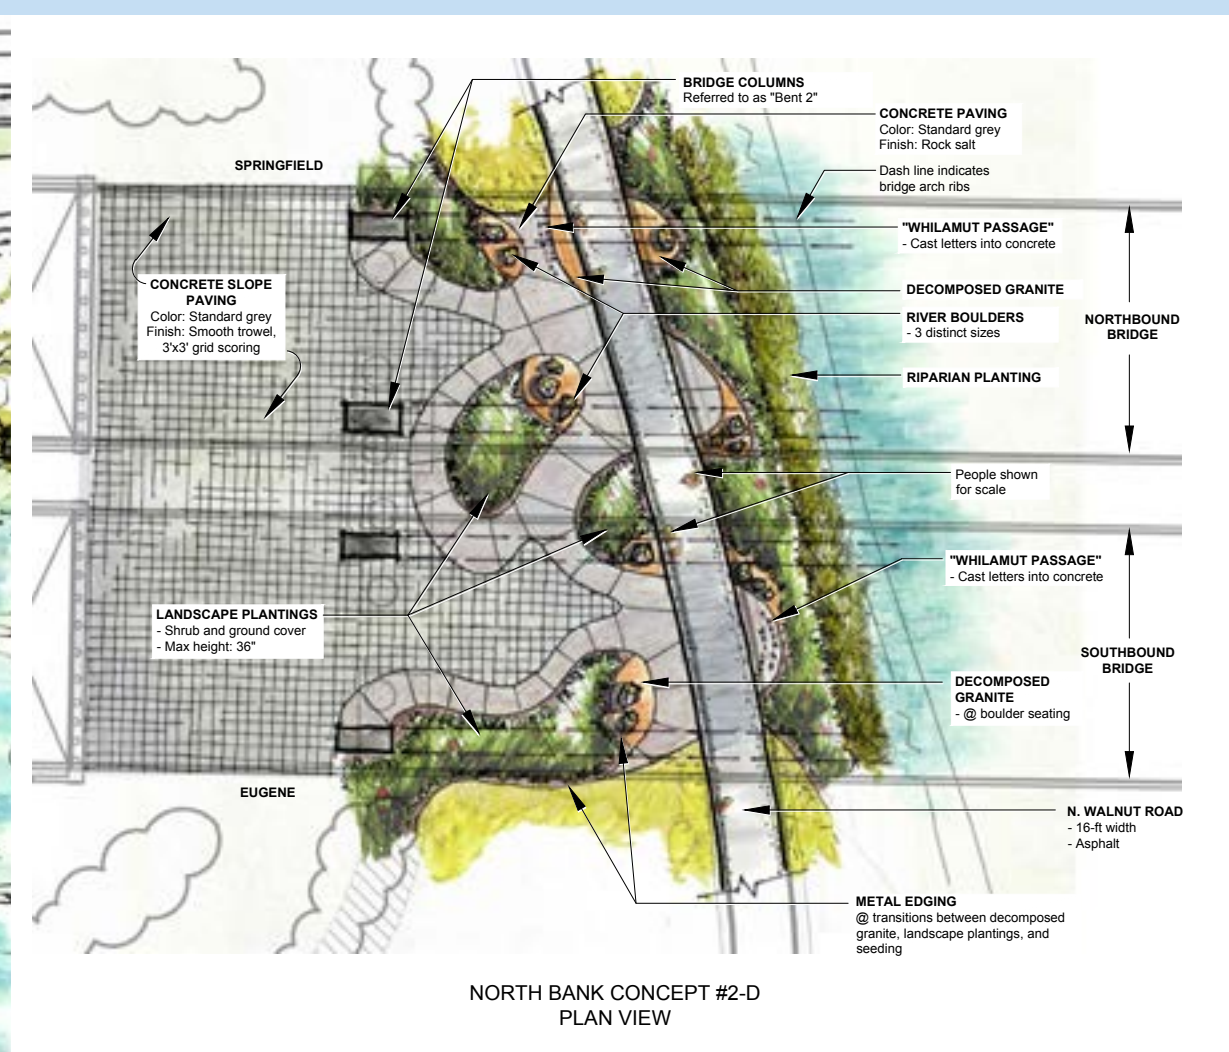 BRIDGE COLUMNS
Referred to as "Bent 2"
CONCRETE PAVING
Color: Standard grey
Finish: Rock salt
SPRINGFIELD
Dash line indicates
bridge arch ribs
"WHILAMUT PASSAGE"
- Cast letters into concrete
CONCRETE SLOPE
PAVING
Color: Standard grey
Finish: Smooth trowel,
3'x3' grid scoring
DECOMPOSED GRANITE
RIVER BOULDERS
- 3 distinct sizes
NORTHBOUND
BRIDGE
RIPARIAN PLANTING
People shown
for scale
"WHILAMUT PASSAGE"
- Cast letters into concrete
LANDSCAPE PLANTINGS
- Shrub and ground cover
- Max height: 36"
SOUTHBOUND
BRIDGE
DECOMPOSED
GRANITE
- @ boulder seating
EUGENE
N. WALNUT ROAD
- 16-ft width
- Asphalt
METAL EDGING
@ transitions between decomposed
granite, landscape plantings, and
seeding
NORTH BANK CONCEPT #2-D
PLAN VIEW